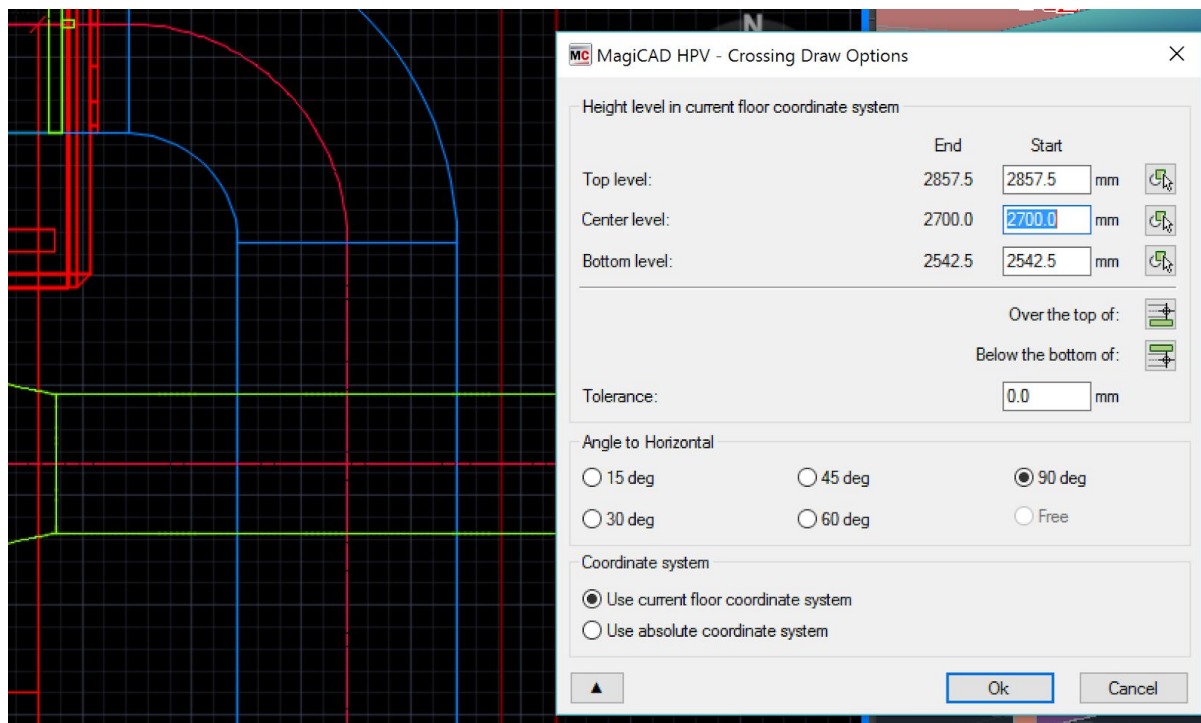 N
MC MagiCAD HPV - Crossing Draw Options
Height level in current floor coordinate system
End Start
Top level: 2857.5 2857.5 mm
Center level: 2700.0 2700.0 mm
Bottom level: 2542.5 2542.5 mm
Over the top of:
Below the bottom of:
Tolerance: 0.0 mm
Angle to Horizontal
15 deg 45 deg 90 deg
30 deg 60 deg Free
Coordinate system
Use current floor coordinate system
Use absolute coordinate system
Ok Cancel